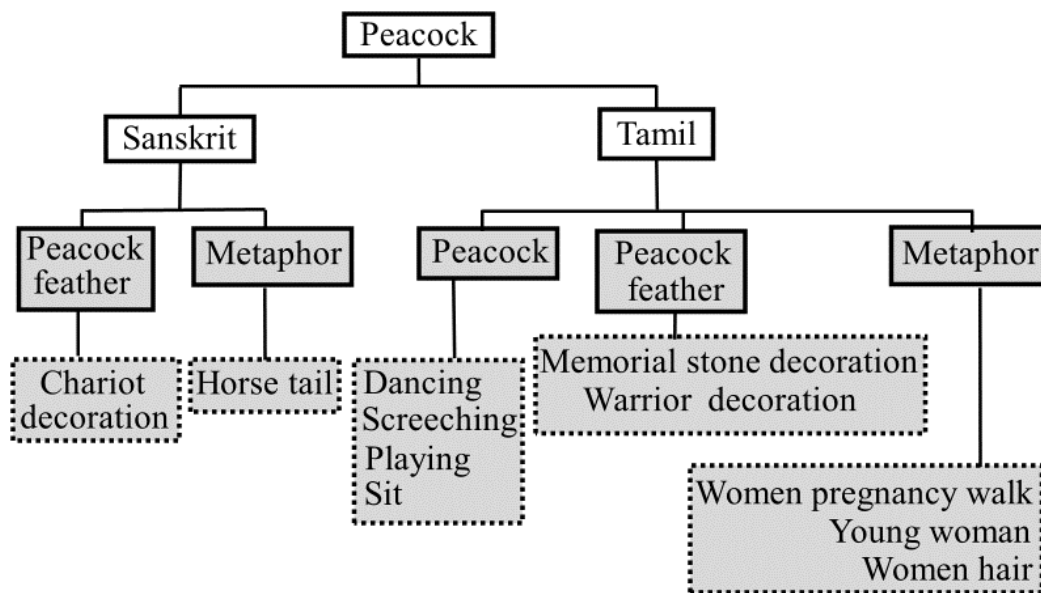 Peacock
Sanskrit
Tamil
Peacock
feather
Metaphor
Peacock
Peacock
feather
Metaphor
Chariot
decoration
Horse tail
Dancing
Screeching
Playing
Sit
Memorial stone decoration
Warrior decoration
Women pregnancy walk
Young woman
Women hair